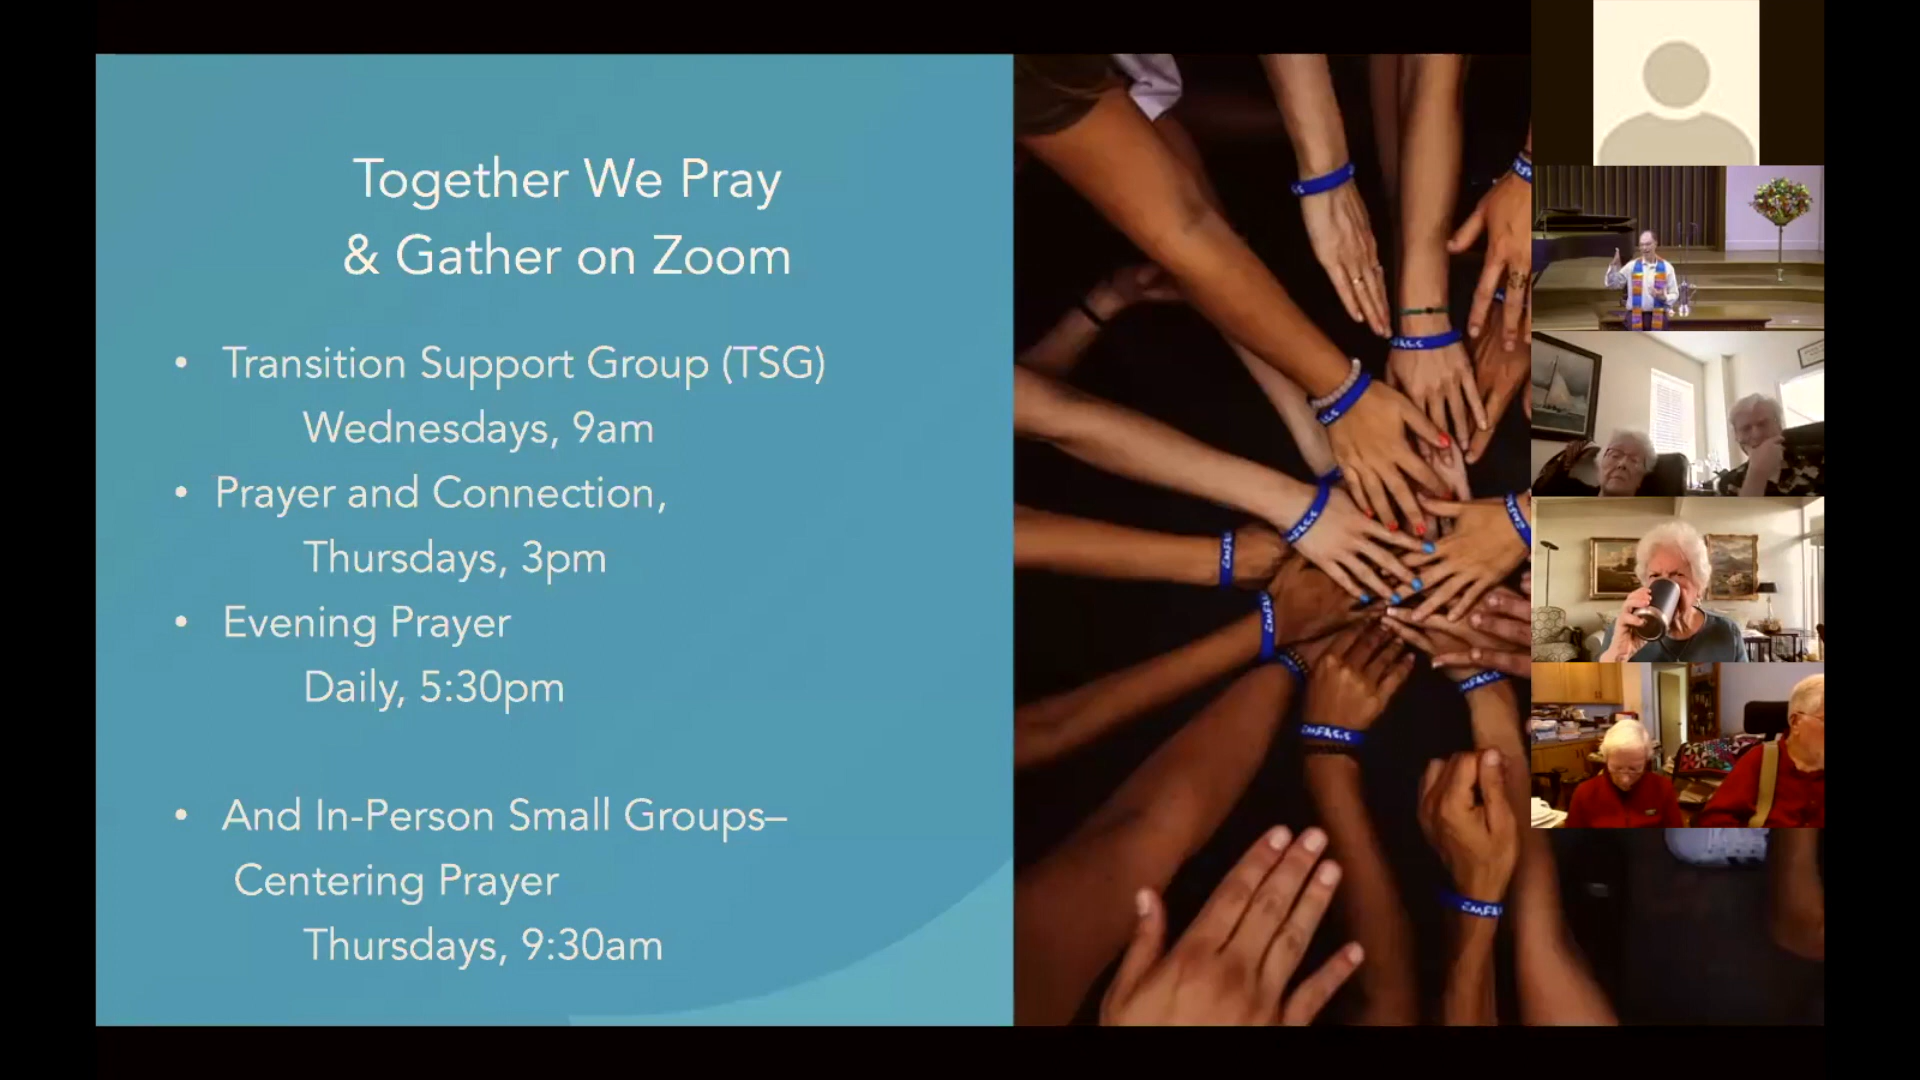 Together We Pray
& Gather on Zoom
• Transition Support Group (TSG)
Wednesdays, 9am
• Prayer and Connection,
Thursdays, 3pm
• Evening Prayer
Daily, 5:30pm
• And In-Person Small Groups–
Centering Prayer
Thursdays, 9:30am